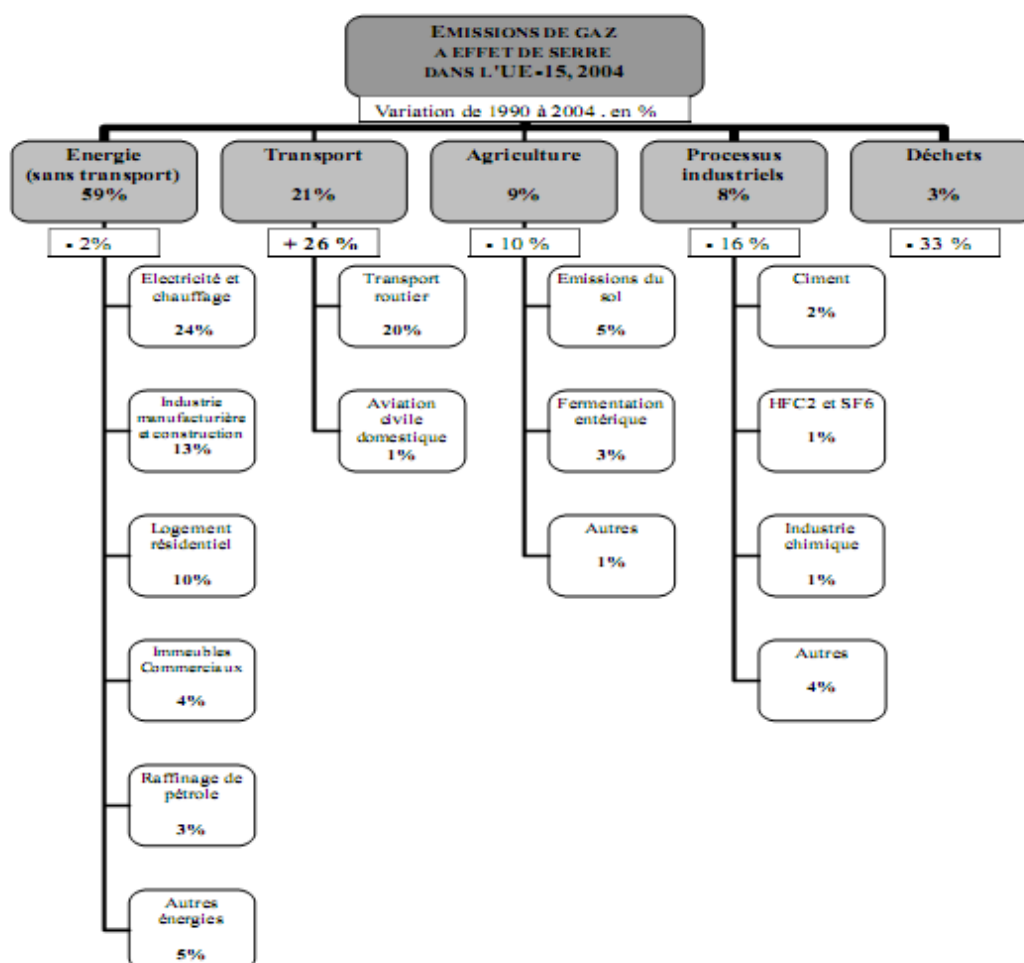 EMISSIONS DE GAZ
A EFFET DE SERRE
DANS L'UE-15, 2004
Variation de 1990 à 2004 . en %
Energie
(sans transport)
59%
- 2%
Electricité et
chauffage
24%
Industrie
manufacturière
et construction
13%
Logement
résidentiel
10%
Immeubles
Commerciaux
4%
Raffinage de
pétrole
3%
Autres
énergies
5%
Transport
21%
+ 26 %
Transport
routier
20%
Aviation
civile
domestique
1%
Agriculture
9%
- 10 %
Emissions du
sol
5%
Fermentation
entérique
3%
Autres
1%
Processus
industriels
8%
- 16 %
Ciment
2%
HFC2 et SF6
1%
Industrie
chimique
1%
Autres
4%
Déchets
3%
- 33 %